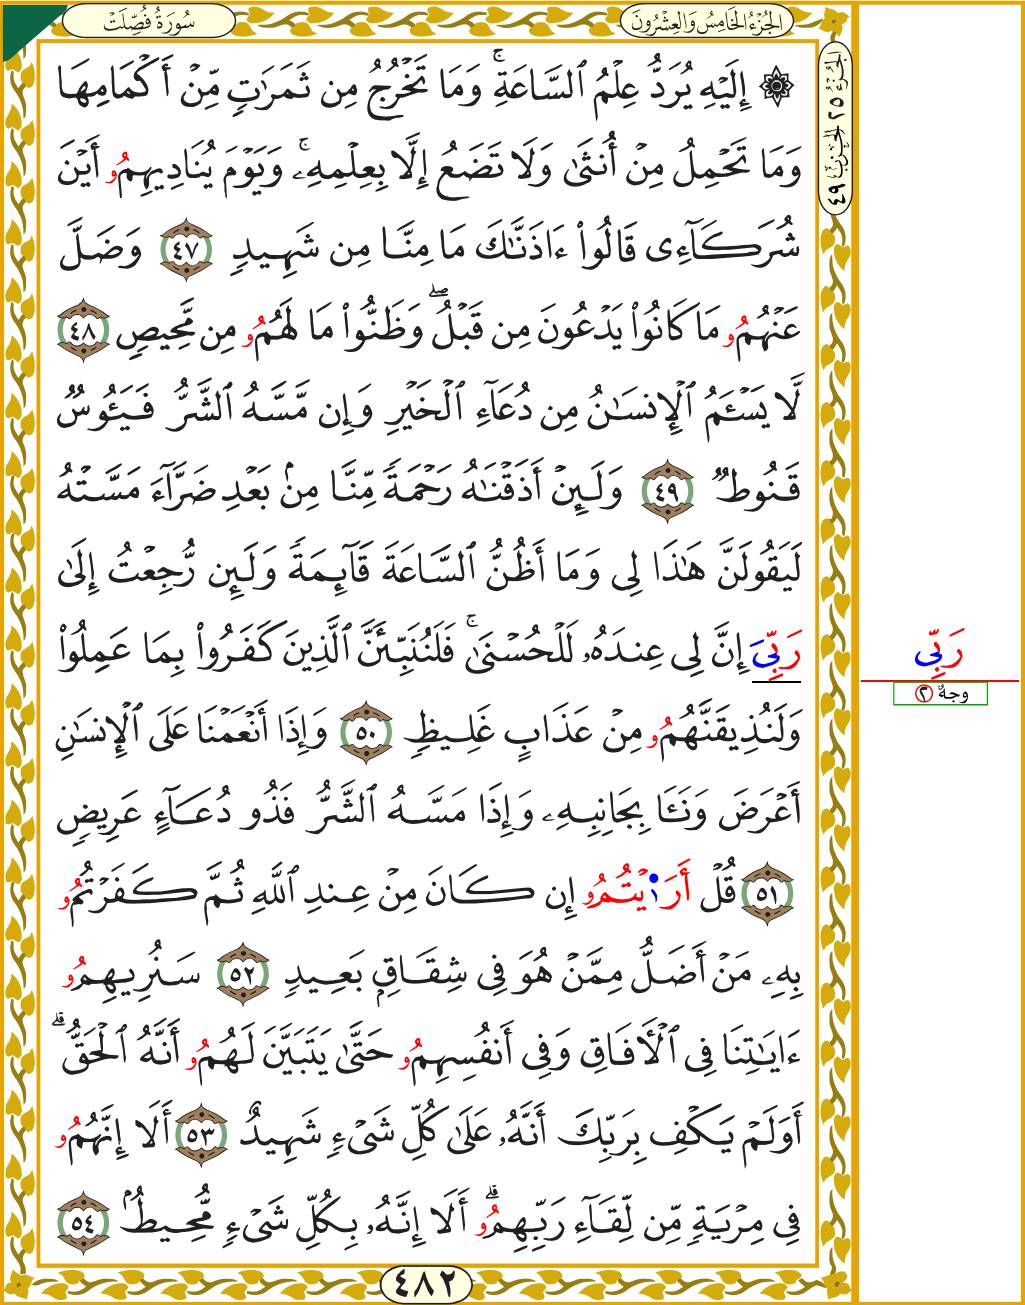 سُورَةُ فُصِّلَتْ
الجُزْءُ الخَامِسُ وَالعِشْرُونَ
الجُزْءُ ٢٥ الحِزْبُ ٤٩
۞ إِلَيْهِ يُرَدُّ عِلْمُ ٱلسَّاعَةِۚ وَمَا تَخْرُجُ مِن ثَمَرَٰتٍ مِّنْ أَكْمَامِهَا
وَمَا تَحْمِلُ مِنْ أُنثَىٰ وَلَا تَضَعُ إِلَّا بِعِلْمِهِۦۚ وَيَوْمَ يُنَادِيهِمُۥ أَيْنَ
شُرَكَآءِى قَالُوا۟ ءَاذَنَّٰكَ مَا مِنَّا مِن شَهِيدٍ ٤٧ وَضَلَّ
عَنْهُمُۥ مَا كَانُوا۟ يَدْعُونَ مِن قَبْلُۖ وَظَنُّوا۟ مَا لَهُمُۥ مِن مَّحِيصٍ ٤٨
لَّا يَسْـَٔمُ ٱلْإِنسَٰنُ مِن دُعَآءِ ٱلْخَيْرِ وَإِن مَّسَّهُ ٱلشَّرُّ فَيَـُٔوسٌ
قَنُوطٌ ٤٩ وَلَئِنْ أَذَقْنَٰهُ رَحْمَةً مِّنَّا مِنۢ بَعْدِ ضَرَّآءَ مَسَّتْهُ
لَيَقُولَنَّ هَٰذَا لِى وَمَا أَظُنُّ ٱلسَّاعَةَ قَآئِمَةً وَلَئِن رُّجِعْتُ إِلَىٰ
رَبِّىَ إِنَّ لِى عِندَهُۥ لَلْحُسْنَىٰۚ فَلَنُنَبِّئَنَّ ٱلَّذِينَ كَفَرُوا۟ بِمَا عَمِلُوا۟
رَبِّى
وجهٌ ٢
وَلَنُذِيقَنَّهُمُۥ مِنْ عَذَابٍ غَلِيظٍ ٥٠ وَإِذَا أَنْعَمْنَا عَلَى ٱلْإِنسَٰنِ
أَعْرَضَ وَنَـَٔا بِجَانِبِهِۦ وَإِذَا مَسَّهُ ٱلشَّرُّ فَذُو دُعَآءٍ عَرِيضٍ
٥١ قُلْ أَرَٰٔيْتُمُۥ إِن كَانَ مِنْ عِندِ ٱللَّهِ ثُمَّ كَفَرْتُمُۥ
بِهِۦ مَنْ أَضَلُّ مِمَّنْ هُوَ فِى شِقَاقٍۭ بَعِيدٍ ٥٢ سَنُرِيهِمُۥ
ءَايَٰتِنَا فِى ٱلْأَفَاقِ وَفِى أَنفُسِهِمُۥ حَتَّىٰ يَتَبَيَّنَ لَهُمُۥ أَنَّهُ ٱلْحَقُّۗ
أَوَلَمْ يَكْفِ بِرَبِّكَ أَنَّهُۥ عَلَىٰ كُلِّ شَىْءٍ شَهِيدٌ ٥٣ أَلَا إِنَّهُمُۥ
فِى مِرْيَةٍ مِّن لِّقَآءِ رَبِّهِمُۥۗ أَلَا إِنَّهُۥ بِكُلِّ شَىْءٍ مُّحِيطٌۢ ٥٤
٤٨٢